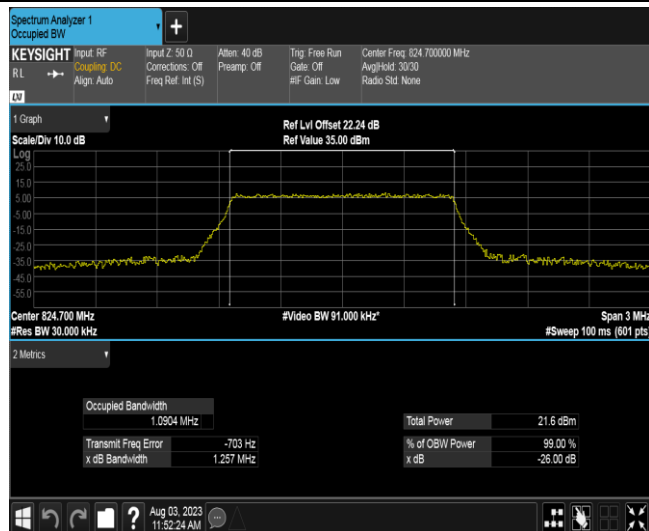 Spectrum Analyzer 1
Occupied BW
+
KEYSIGHT Input: RF Input Z: 50 Ω Atten: 40 dB Trig: Free Run Center Freq: 824.700000 MHz
RL Coupling: DC Corrections: Off Preamp: Off Gate: Off Avg|Hold: 30/30
Align: Auto Freq Ref: Int (S) #IF Gain: Low Radio Std: None
LXI
1 Graph Ref Lvl Offset 22.24 dB
Scale/Div 10.0 dB Ref Value 35.00 dBm
Log
25.0
15.0
5.00
-5.00
-15.0
-25.0
-35.0
-45.0
-55.0
Center 824.700 MHz #Video BW 91.000 kHz* Span 3 MHz
#Res BW 30.000 kHz #Sweep 100 ms (601 pts)
2 Metrics
Occupied Bandwidth
1.0904 MHz Total Power 21.6 dBm
Transmit Freq Error -703 Hz % of OBW Power 99.00 %
x dB Bandwidth 1.257 MHz x dB -26.00 dB
? Aug 03, 2023
11:52:24 AM